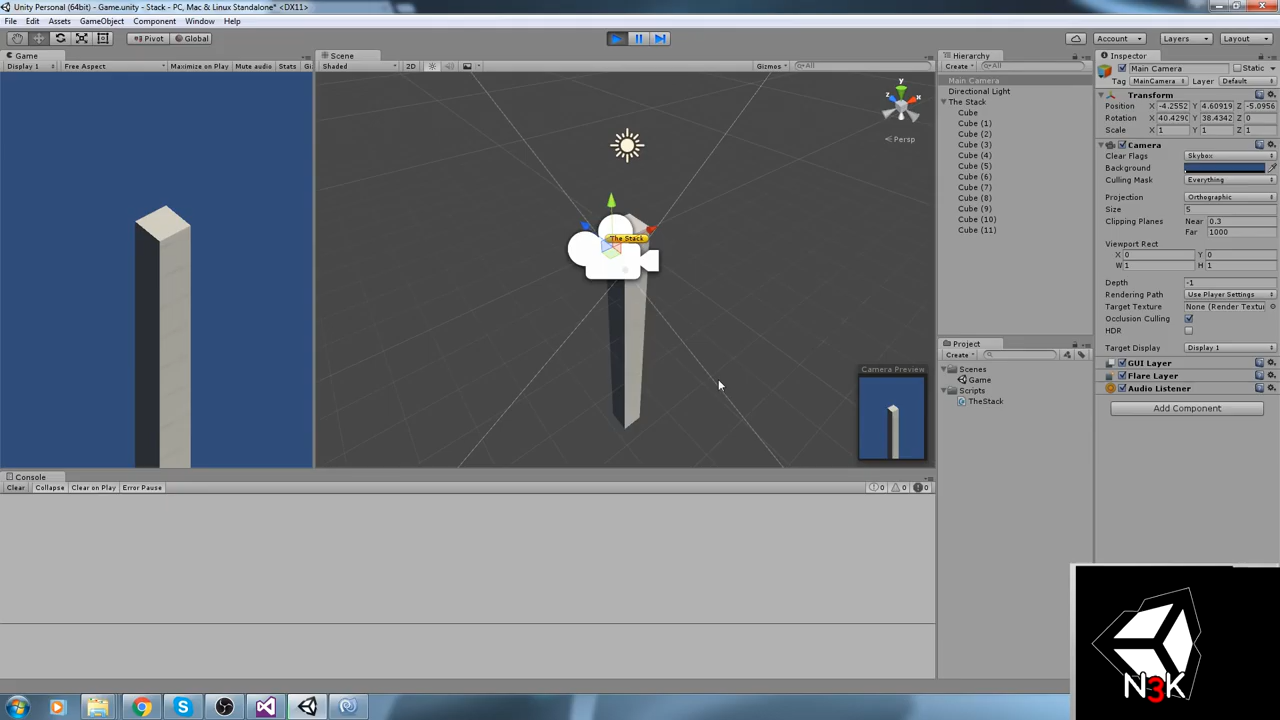 Unity Personal (64bit) - Game.unity - Stack - PC, Mac & Linux Standalone* <DX11>
File Edit Assets GameObject Component Window Help
Pivot Global Account Layers Layout
Game
Display 1 Free Aspect Maximize on Play Mute audio Stats Gi
Scene
Shaded 2D Gizmos All
y
x
z
Persp
The Stack
Camera Preview
Hierarchy
Create All
Main Camera
Directional Light
The Stack
Cube
Cube (1)
Cube (2)
Cube (3)
Cube (4)
Cube (5)
Cube (6)
Cube (7)
Cube (8)
Cube (9)
Cube (10)
Cube (11)
Project
Create
Scenes
Game
Scripts
TheStack
Inspector
Main Camera Static
Tag MainCamera Layer Default
Transform
Position X -4.2552 Y 4.60919 Z -5.0956
Rotation X 40.4290 Y 38.4342 Z 0
Scale X 1 Y 1 Z 1
Camera
Clear Flags Skybox
Background
Culling Mask Everything
Projection Orthographic
Size 5
Clipping Planes Near 0.3
Far 1000
Viewport Rect
X 0 Y 0
W 1 H 1
Depth -1
Rendering Path Use Player Settings
Target Texture None (Render Textur
Occlusion Culling
HDR
Target Display Display 1
GUI Layer
Flare Layer
Audio Listener
Add Component
Console
Clear Collapse Clear on Play Error Pause 0 0 0
N3K